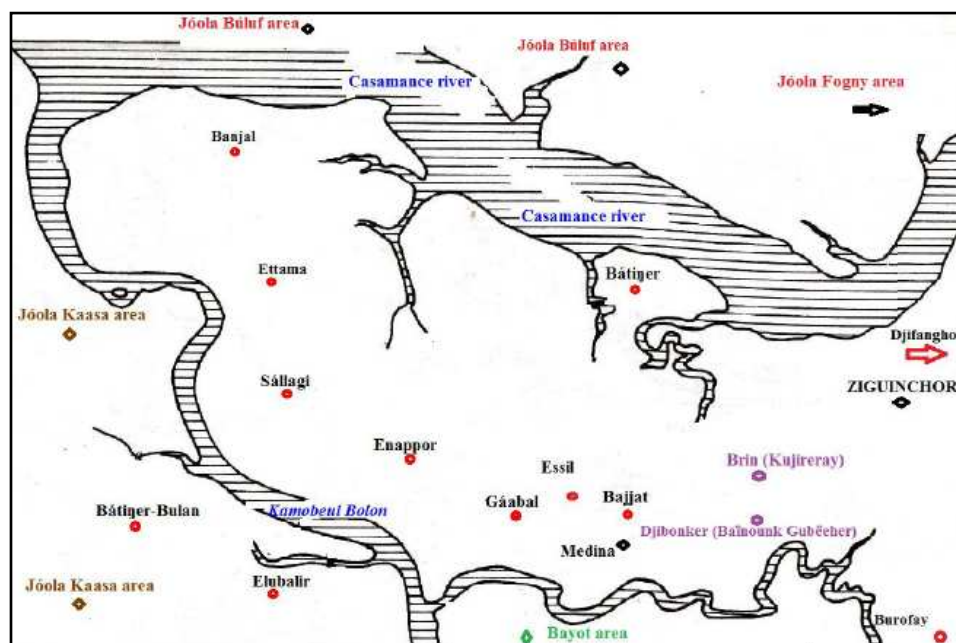 Jóola Búluf area
Jóola Búluf area
Casamance river
Jóola Fogny area
Banjal
Casamance river
Ettama
Bátiŋer
Jóola Kaasa area
Djifangho
Sállagi
ZIGUINCHOR
Enappor
Brin (Kujireray)
Essil
Gáabal
Bajjat
Kamobeul Bolon
Bátiŋer-Bulan
Djibonker (Baïnounk Gubëeher)
Medina
Jóola Kaasa area
Elubalir
Bayot area
Burofay